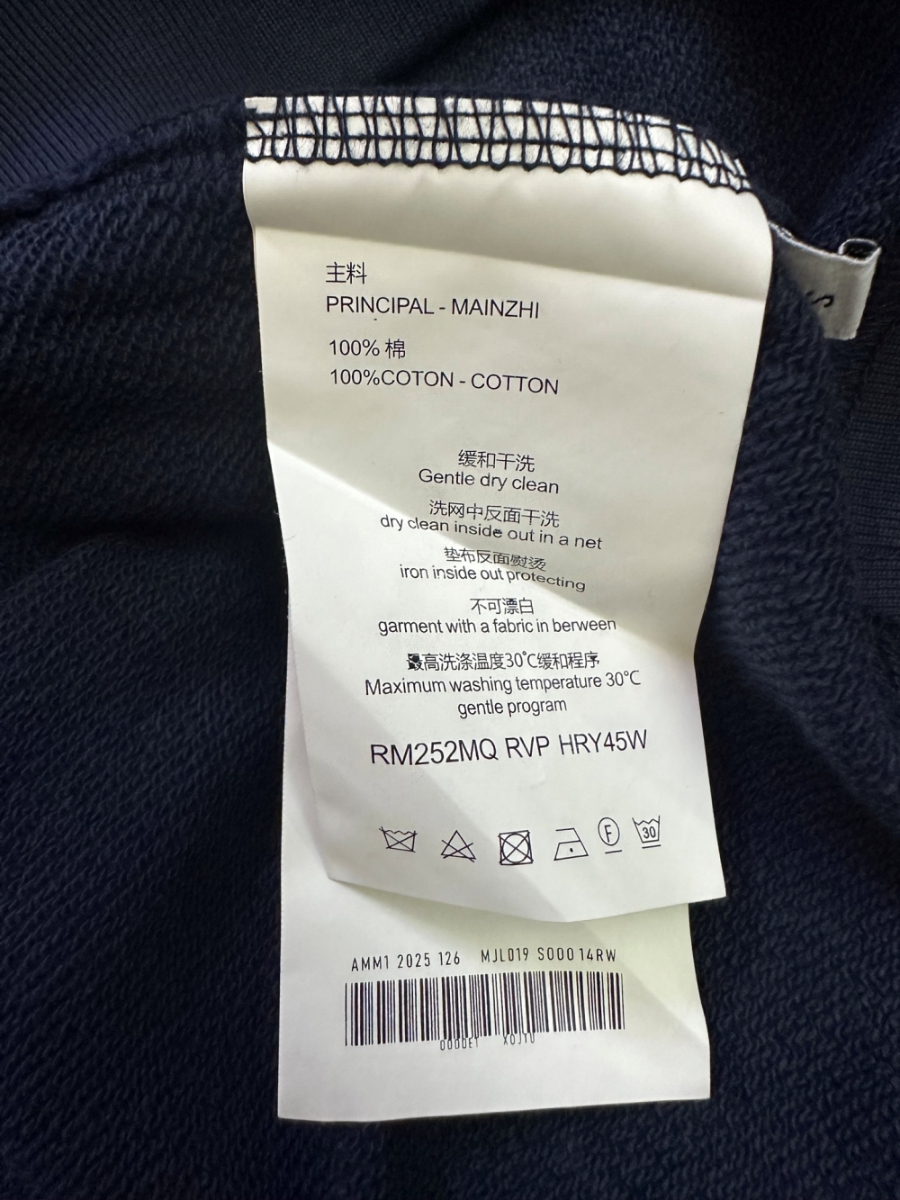 主料
PRINCIPAL - MAINZHI
100% 棉
100%COTON - COTTON
S
缓和干洗
Gentle dry clean
洗网中反面干洗
dry clean inside out in a net
垫布反面熨烫
iron inside out protecting
不可漂白
garment with a fabric in berween
最高洗涤温度30℃缓和程序
Maximum washing temperature 30°C
gentle program
RM252MQ RVP HRY45W
F 30
AMM1 2025 126 MJL019 S000 14RW